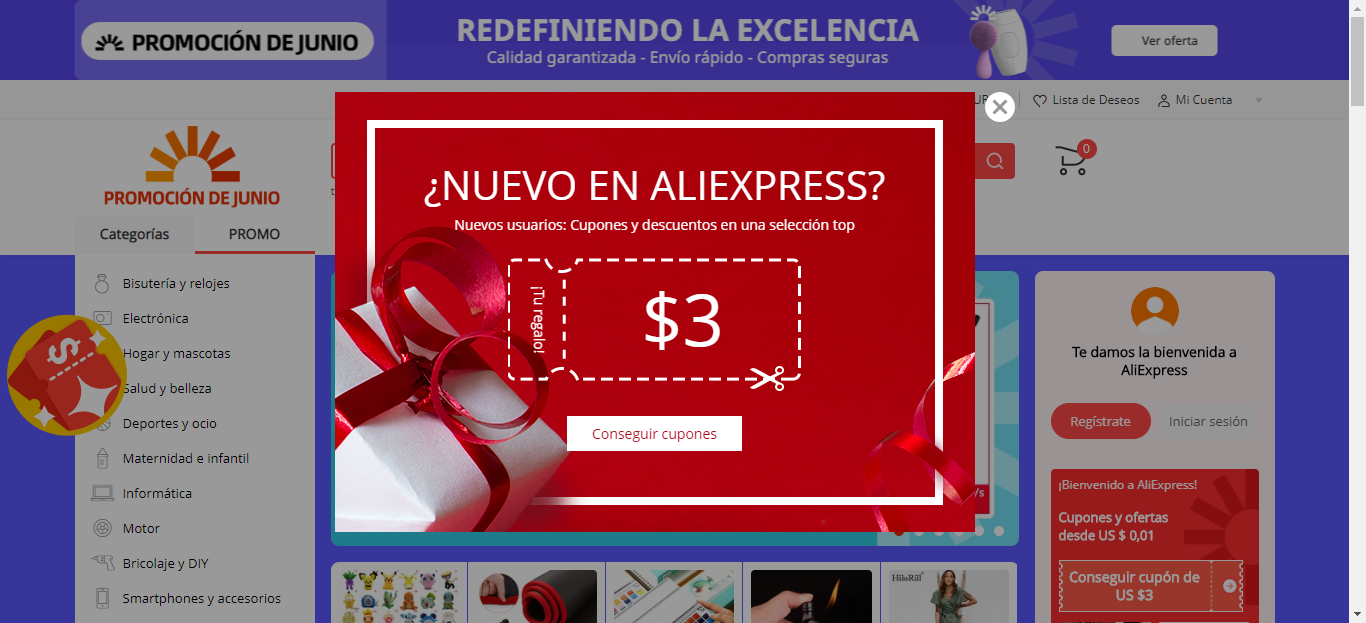 PROMOCIÓN DE JUNIO
REDEFINIENDO LA EXCELENCIA
Calidad garantizada - Envío rápido - Compras seguras
Ver oferta
Lista de Deseos
Mi Cuenta
PROMOCIÓN DE JUNIO
0
Categorías
PROMO
Bisutería y relojes
Electrónica
Hogar y mascotas
Salud y belleza
Deportes y ocio
Maternidad e infantil
Informática
Motor
Bricolaje y DIY
Smartphones y accesorios
$
¿NUEVO EN ALIEXPRESS?
Nuevos usuarios: Cupones y descuentos en una selección top
¡Tu regalo!
$3
Conseguir cupones
Te damos la bienvenida a
AliExpress
Regístrate
Iniciar sesión
¡Bienvenido a AliExpress!
Cupones y ofertas
desde US $ 0,01
Conseguir cupón de
US $3
HiloRill